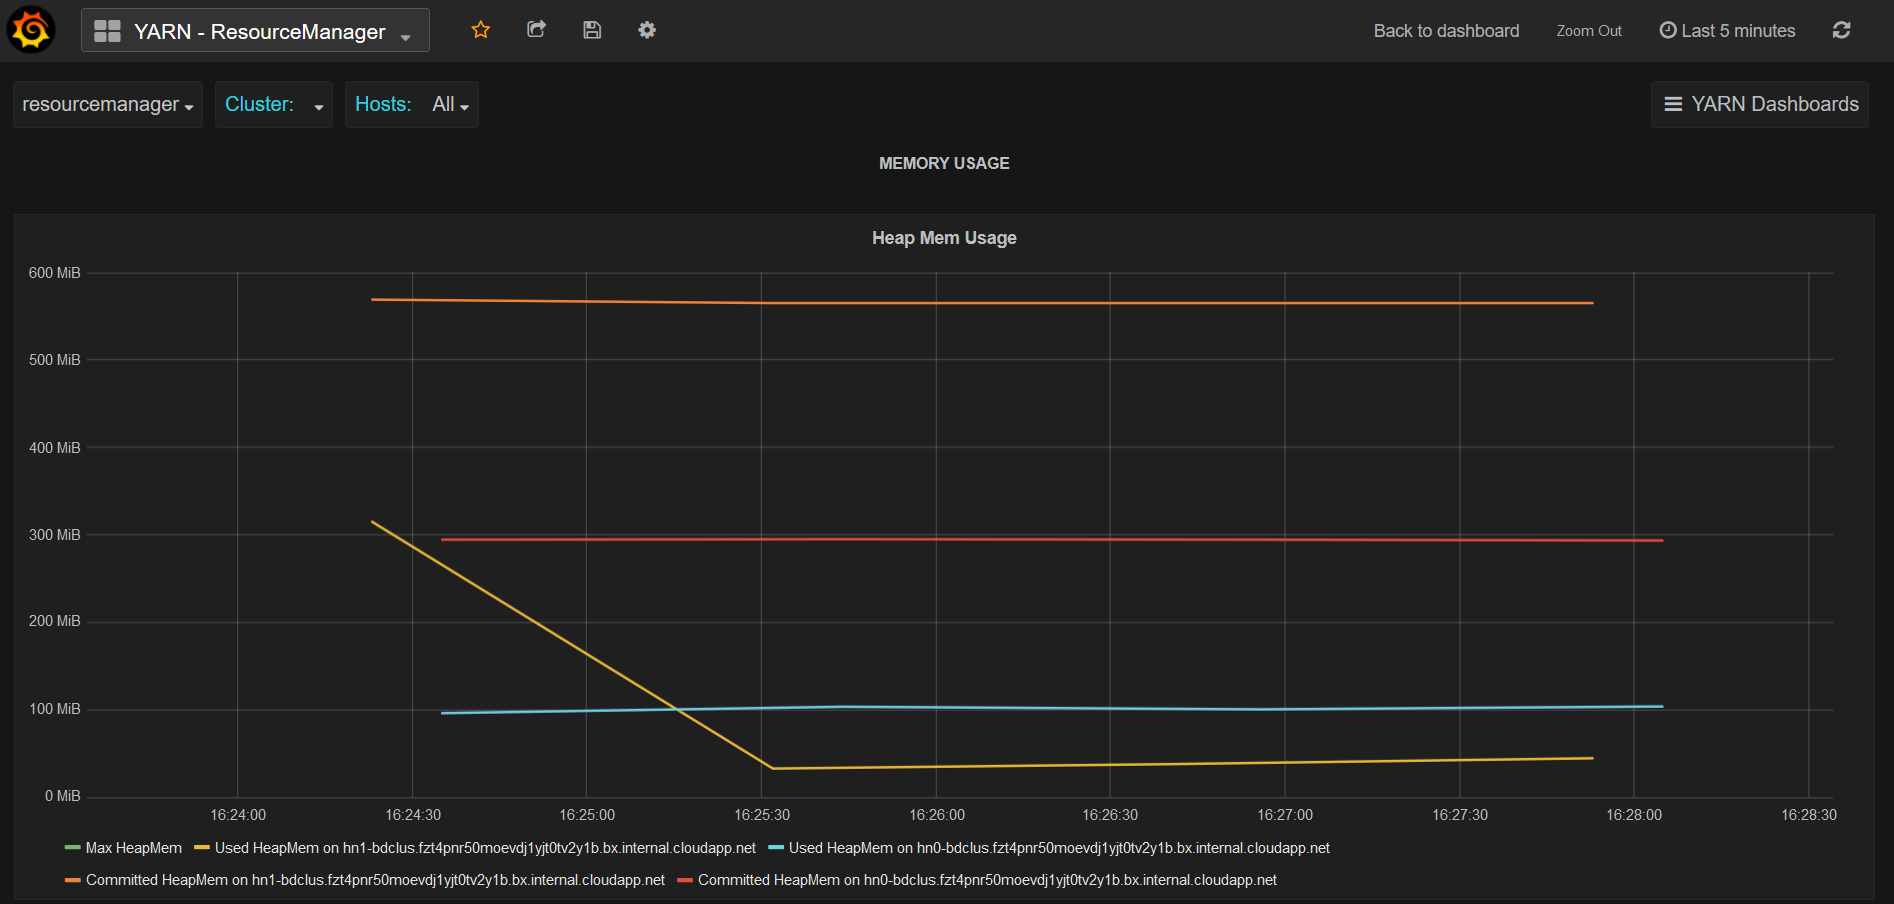 YARN - ResourceManager
Back to dashboard
Zoom Out
Last 5 minutes
resourcemanager
Cluster:
Hosts: All
YARN Dashboards
MEMORY USAGE
Heap Mem Usage
600 MiB
500 MiB
400 MiB
300 MiB
200 MiB
100 MiB
0 MiB
16:24:00 16:24:30 16:25:00 16:25:30 16:26:00 16:26:30 16:27:00 16:27:30 16:28:00 16:28:30
Max HeapMem Used HeapMem on hn1-bdclus.fzt4pnr50moevdj1yjt0tv2y1b.bx.internal.cloudapp.net Used HeapMem on hn0-bdclus.fzt4pnr50moevdj1yjt0tv2y1b.bx.internal.cloudapp.net
Committed HeapMem on hn1-bdclus.fzt4pnr50moevdj1yjt0tv2y1b.bx.internal.cloudapp.net Committed HeapMem on hn0-bdclus.fzt4pnr50moevdj1yjt0tv2y1b.bx.internal.cloudapp.net